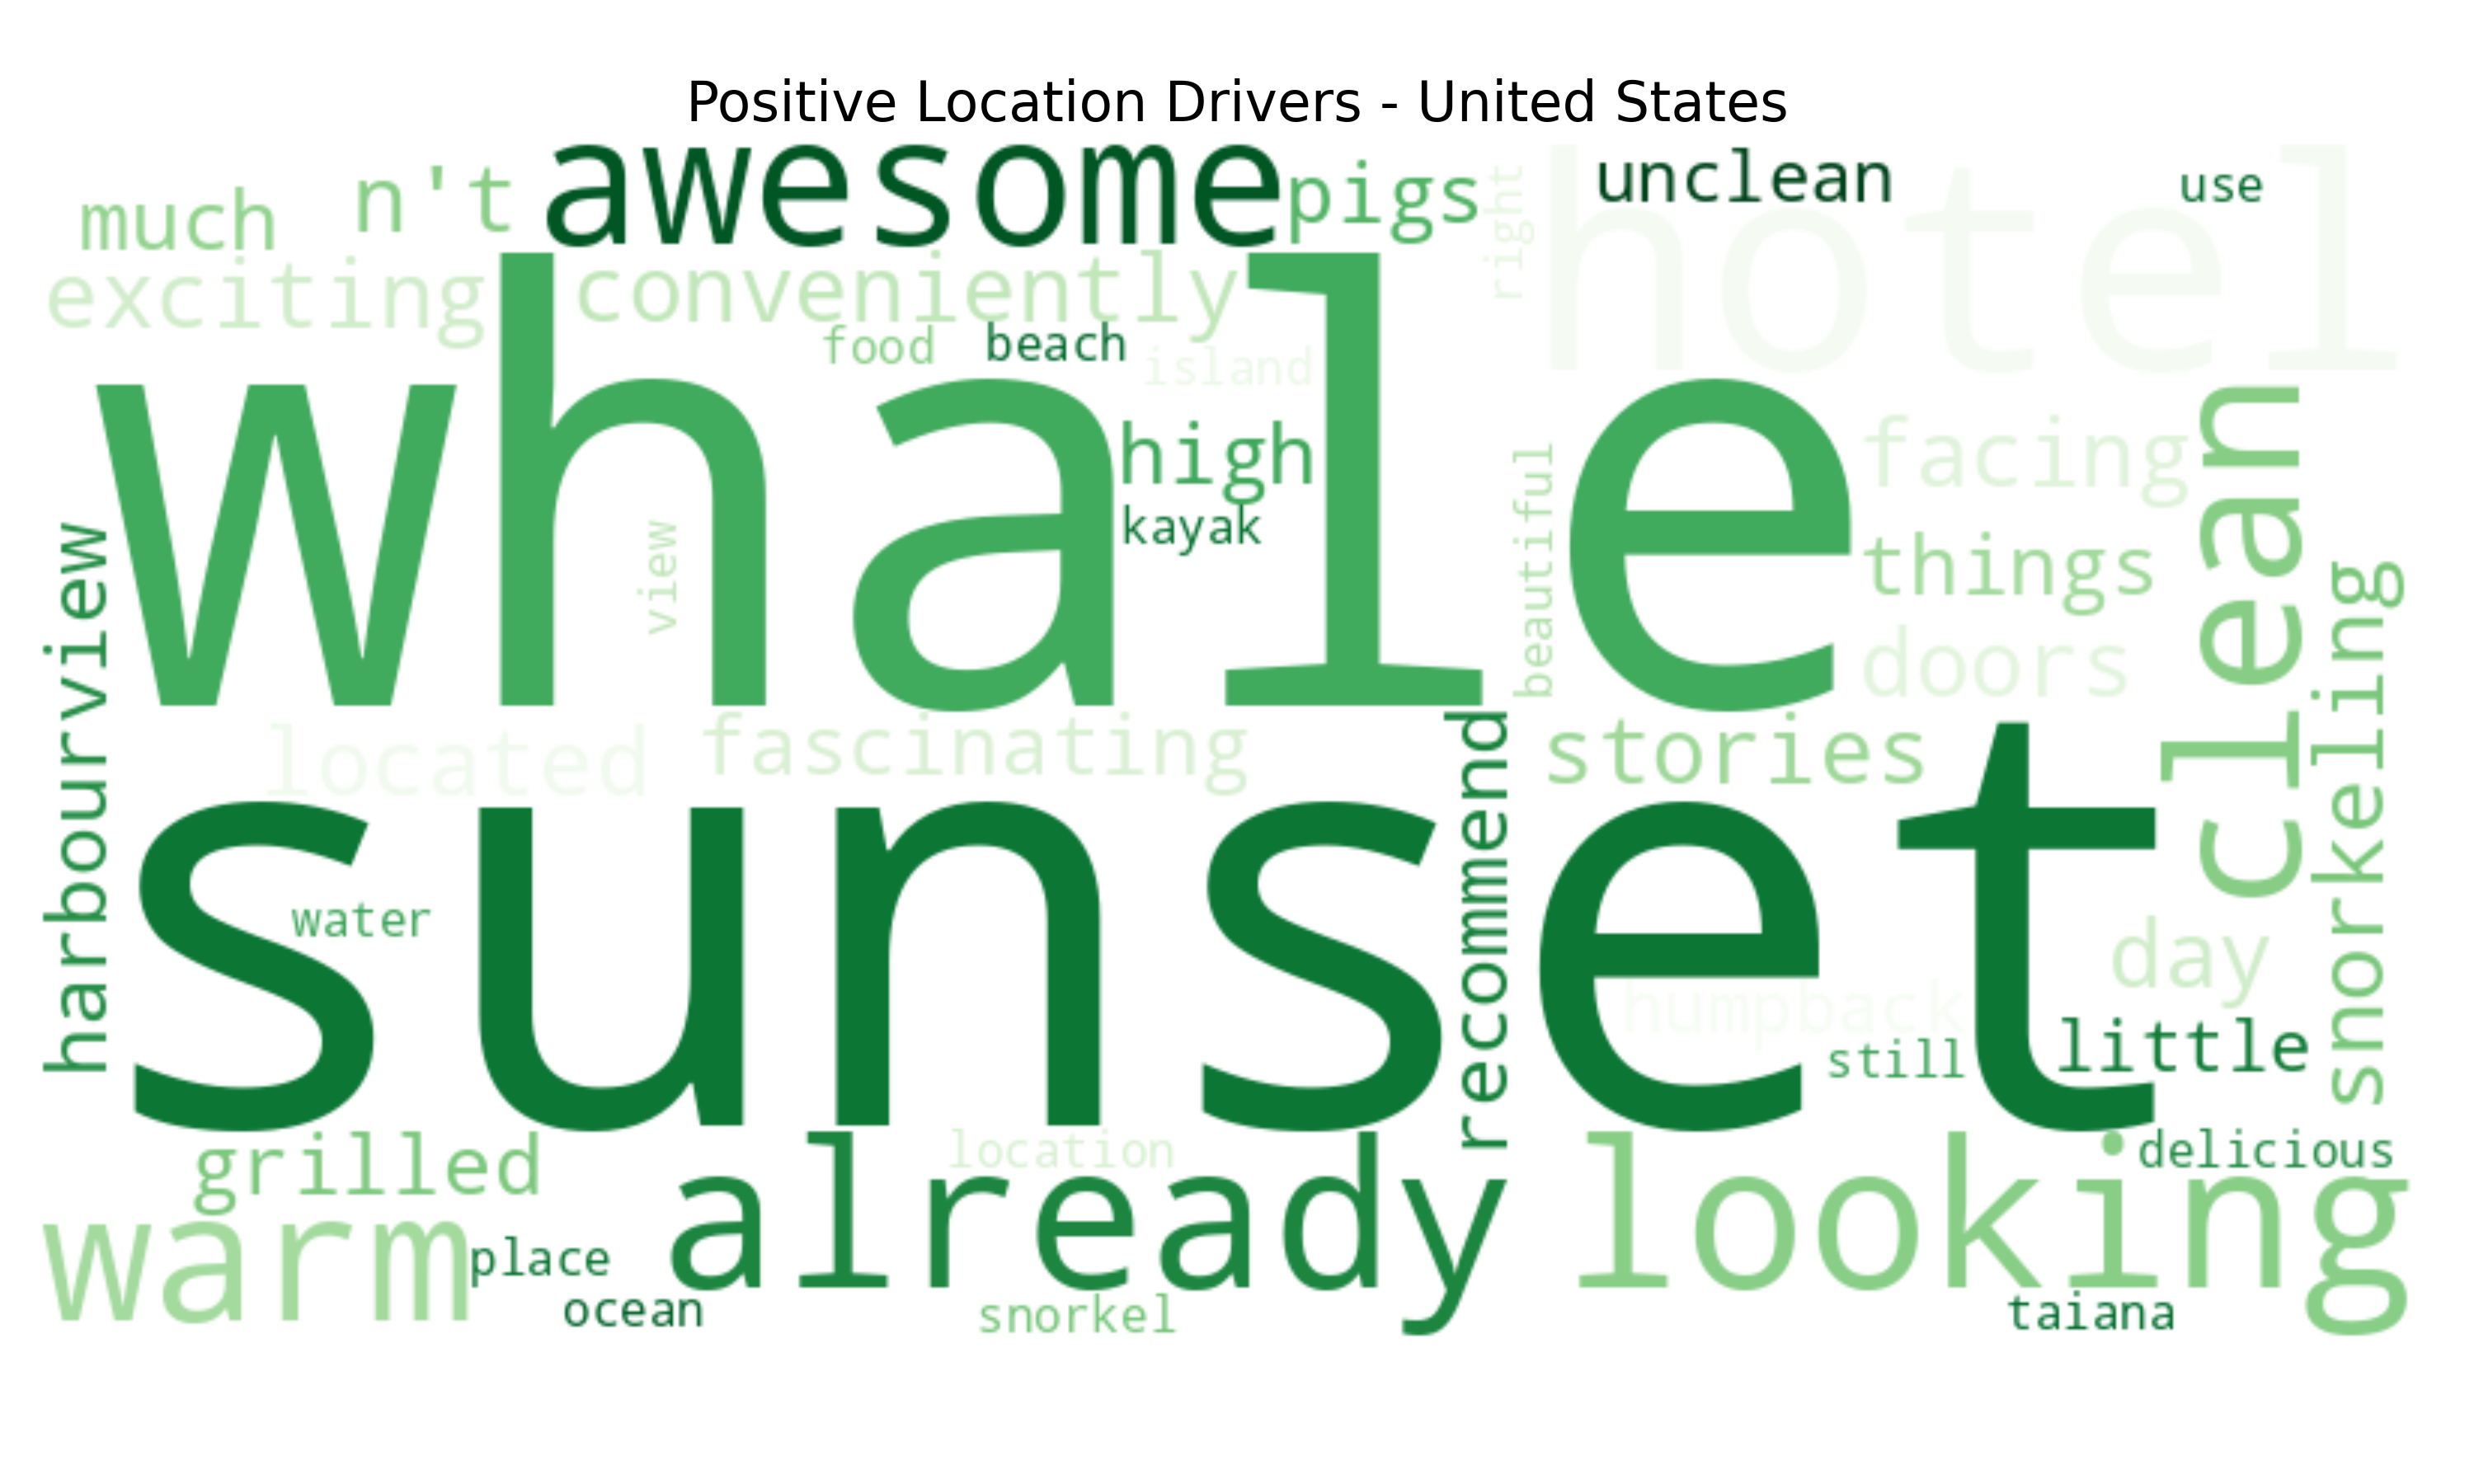 Positive Location Drivers - United States
awesome
much
n't
pigs
right
unclean
use
hotel
exciting
conveniently
food
beach
island
whale
high
kayak
view
beautiful
facing
things
doors
clean
snorkeling
harbourview
located
fascinating
recommend
stories
sunset
water
humpback
still
day
little
grilled
location
already
looking
delicious
warm
place
ocean
snorkel
taiana